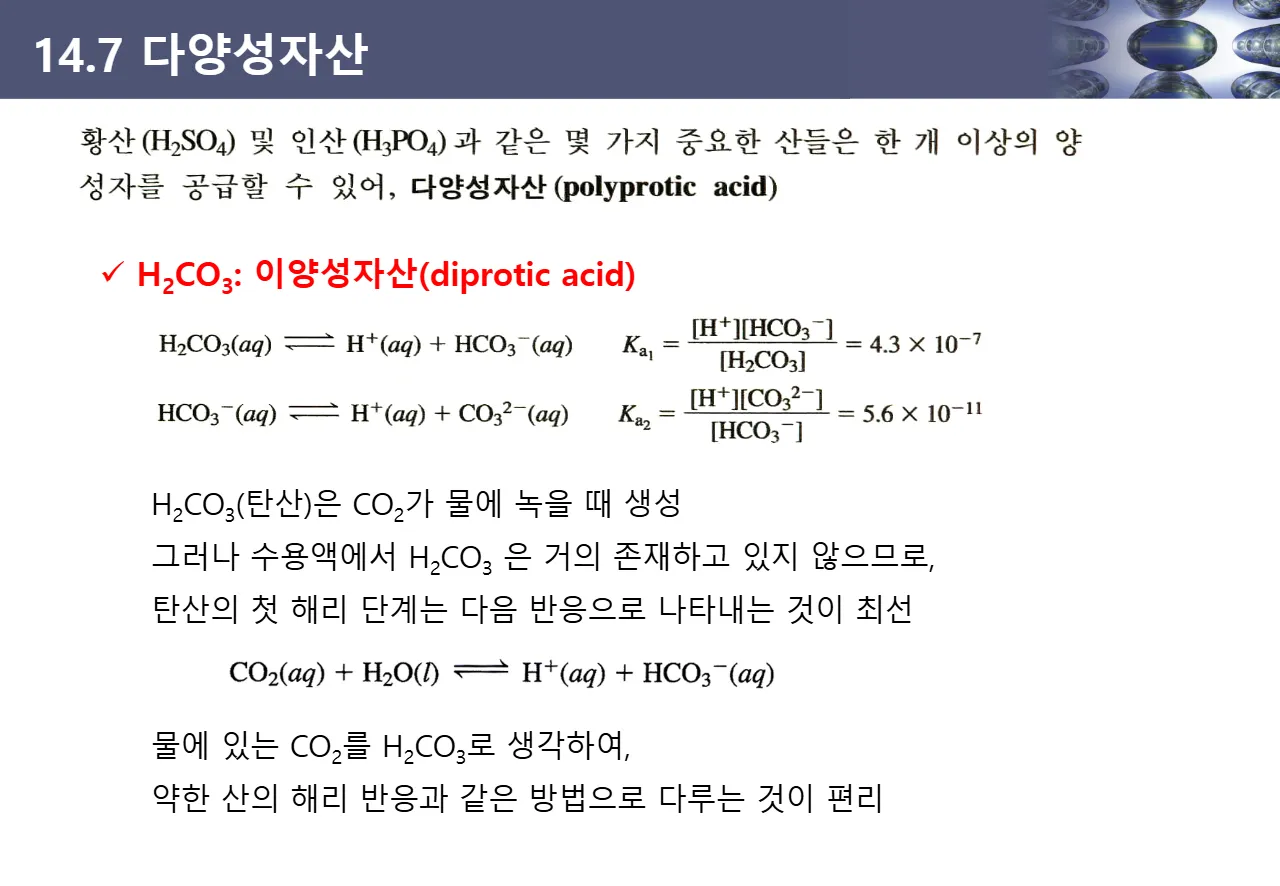 14.7 다양성자산
황산(H₂SO₄) 및 인산(H₃PO₄)과 같은 몇 가지 중요한 산들은 한 개 이상의 양
성자를 공급할 수 있어, 다양성자산(polyprotic acid)
✓ H₂CO₃: 이양성자산(diprotic acid)
H₂CO₃(aq) ⇌ H⁺(aq) + HCO₃⁻(aq) Kₐ₁ = [H⁺][HCO₃⁻] / [H₂CO₃] = 4.3 × 10⁻⁷
HCO₃⁻(aq) ⇌ H⁺(aq) + CO₃²⁻(aq) Kₐ₂ = [H⁺][CO₃²⁻] / [HCO₃⁻] = 5.6 × 10⁻¹¹
H₂CO₃(탄산)은 CO₂가 물에 녹을 때 생성
그러나 수용액에서 H₂CO₃ 은 거의 존재하고 있지 않으므로,
탄산의 첫 해리 단계는 다음 반응으로 나타내는 것이 최선
CO₂(aq) + H₂O(l) ⇌ H⁺(aq) + HCO₃⁻(aq)
물에 있는 CO₂를 H₂CO₃로 생각하여,
약한 산의 해리 반응과 같은 방법으로 다루는 것이 편리